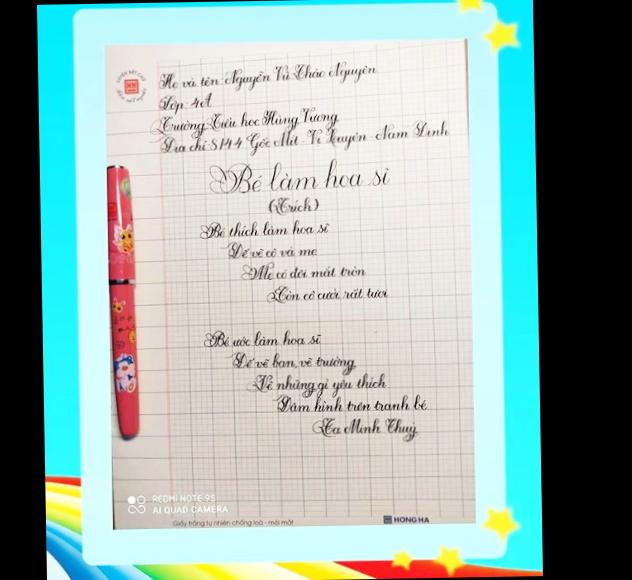 Họ và tên: Nguyễn Vũ Thảo Nguyên
Lớp 4A
Trường Tiểu học Hùng Vương
Địa chỉ S144 Gốc Mít - Vị Xuyên - Nam Định
Bé làm họa sĩ
(Trích)
Bé thích làm họa sĩ
Để vẽ cô và mẹ
Mẹ có đôi mắt tròn
Còn cô cười rất tươi
Bé ước làm họa sĩ
Để vẽ bạn, vẽ trường
Vẽ những gì yêu thích
Dâm hình trên tranh bé
Tạ Minh Thuỷ
REDMI NOTE 9S
AI QUAD CAMERA
Giấy trắng tự nhiên chống loá - mỏi mắt
HONG HA